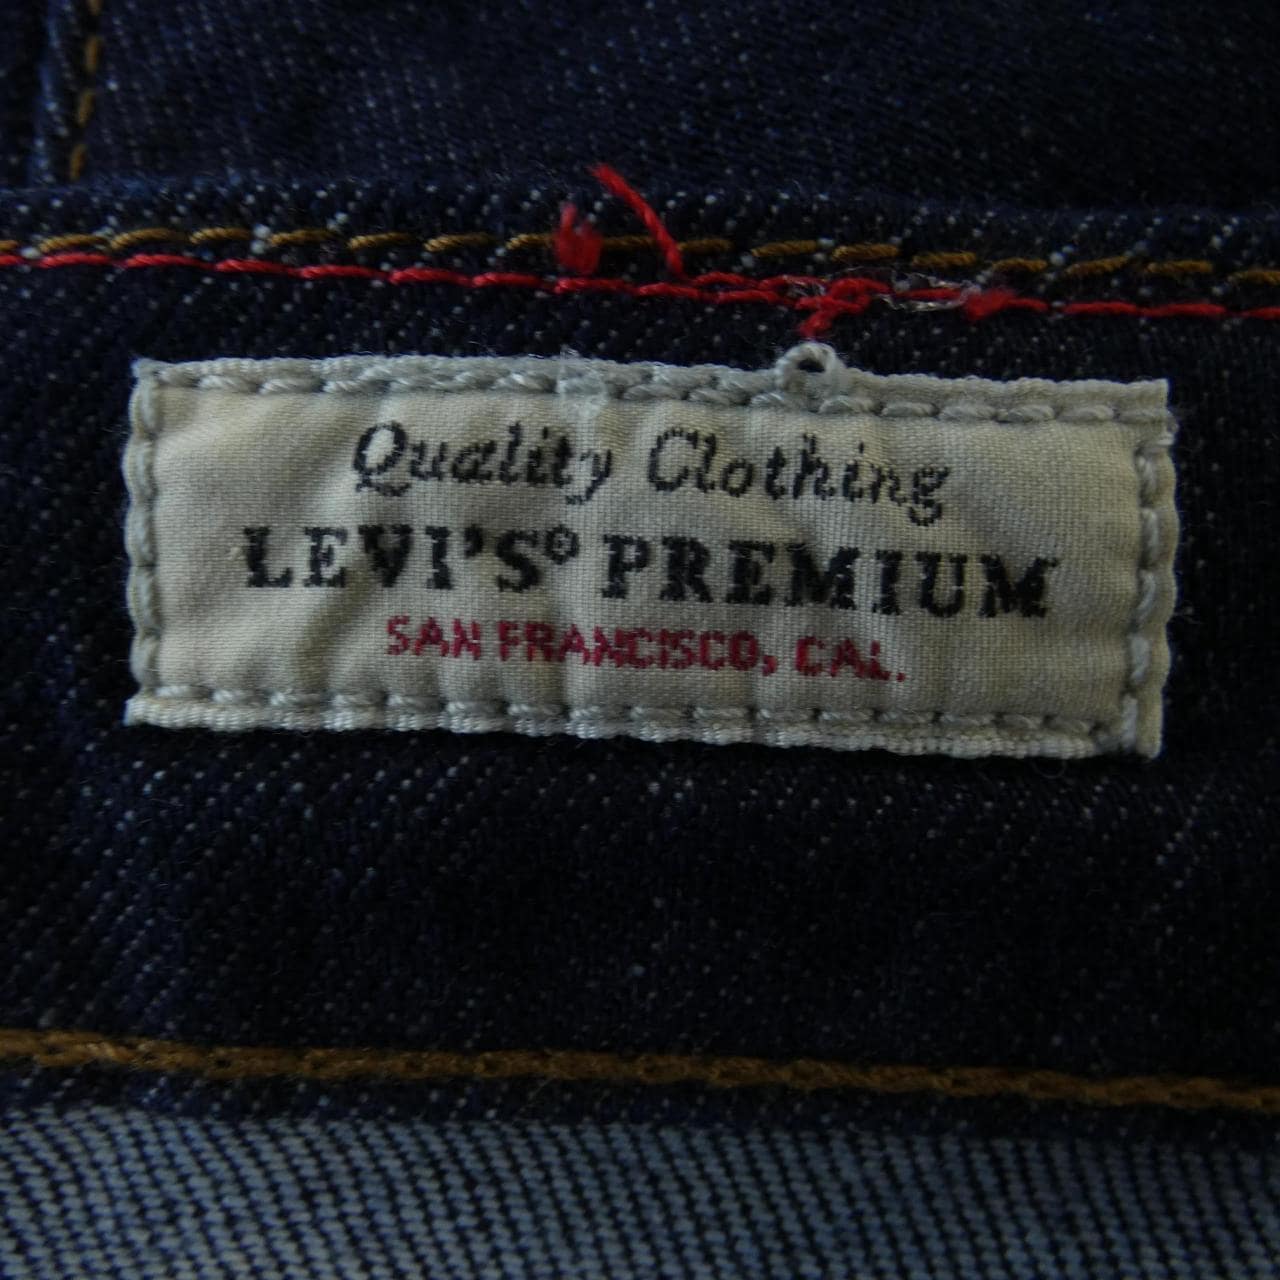 Quality Clothing
LEVI'S® PREMIUM
SAN FRANCISCO, CAL.